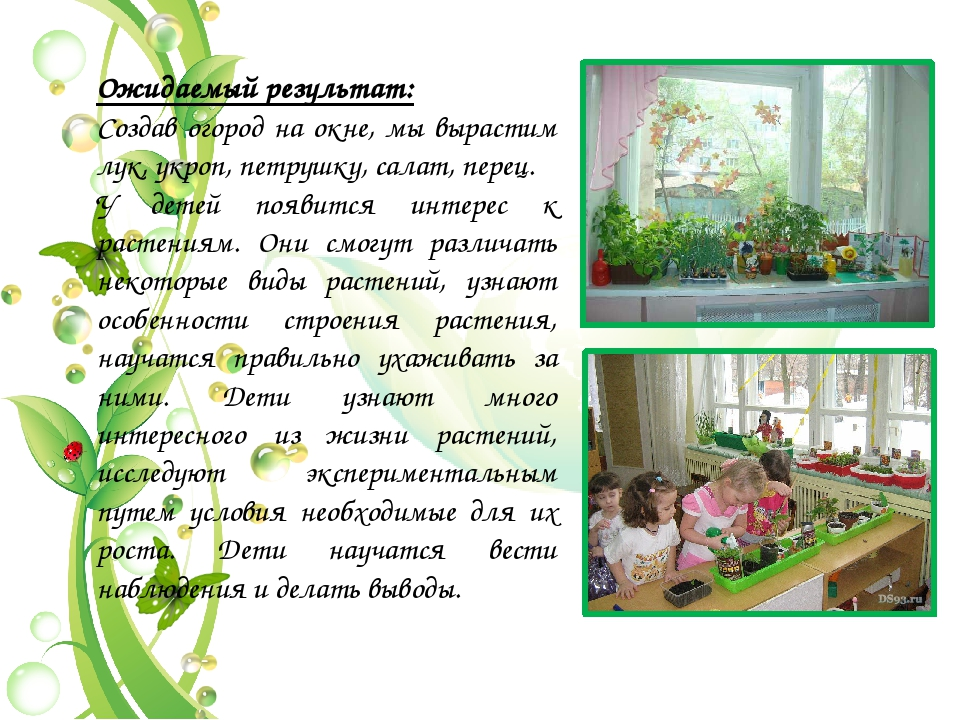 Ожидаемый результат:
Создав огород на окне, мы вырастим
лук, укроп, петрушку, салат, перец.
У детей появится интерес к
растениям. Они смогут различать
некоторые виды растений, узнают
особенности строения растения,
научатся правильно ухаживать за
ними. Дети узнают много
интересного из жизни растений,
исследуют экспериментальным
путем условия необходимые для их
роста. Дети научатся вести
наблюдения и делать выводы.
DS93.ru